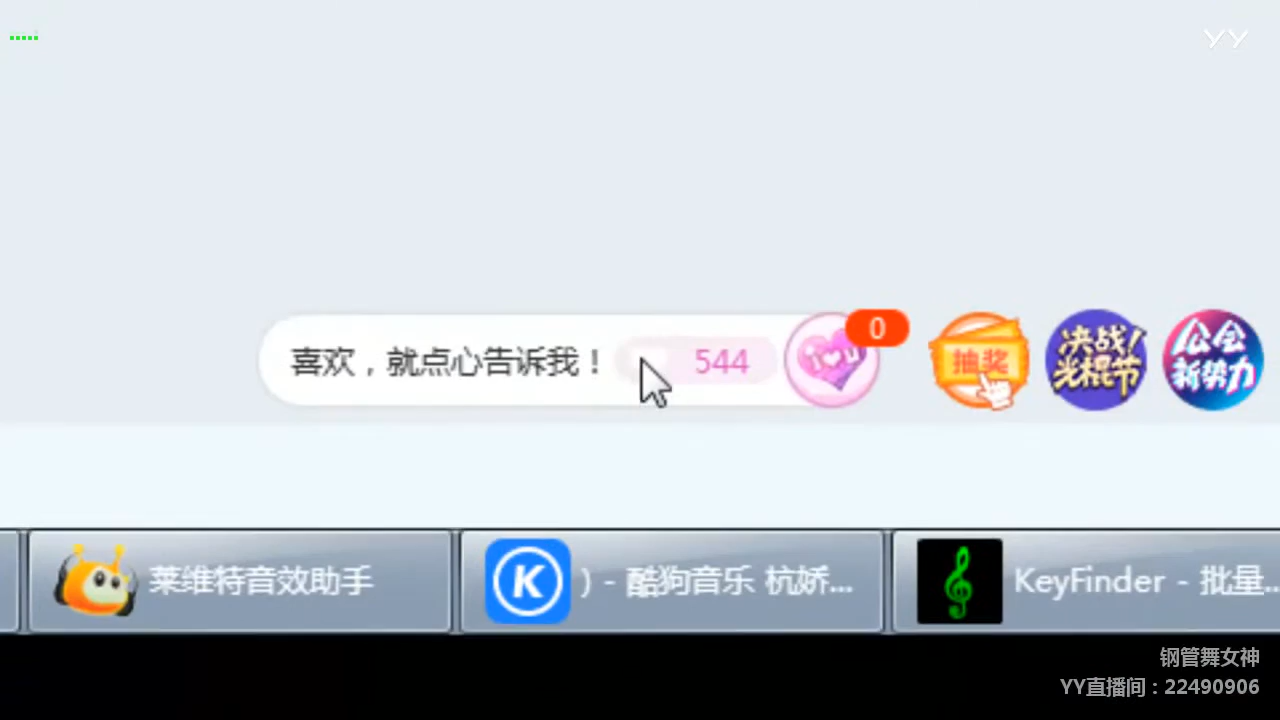 YY
喜欢，就点心告诉我！ 544
i♥u
0
抽奖
决战！
光棍节
公会
新势力
莱维特音效助手
K
) - 酷狗音乐 杭娇...
KeyFinder - 批量...
钢管舞女神
YY直播间：22490906